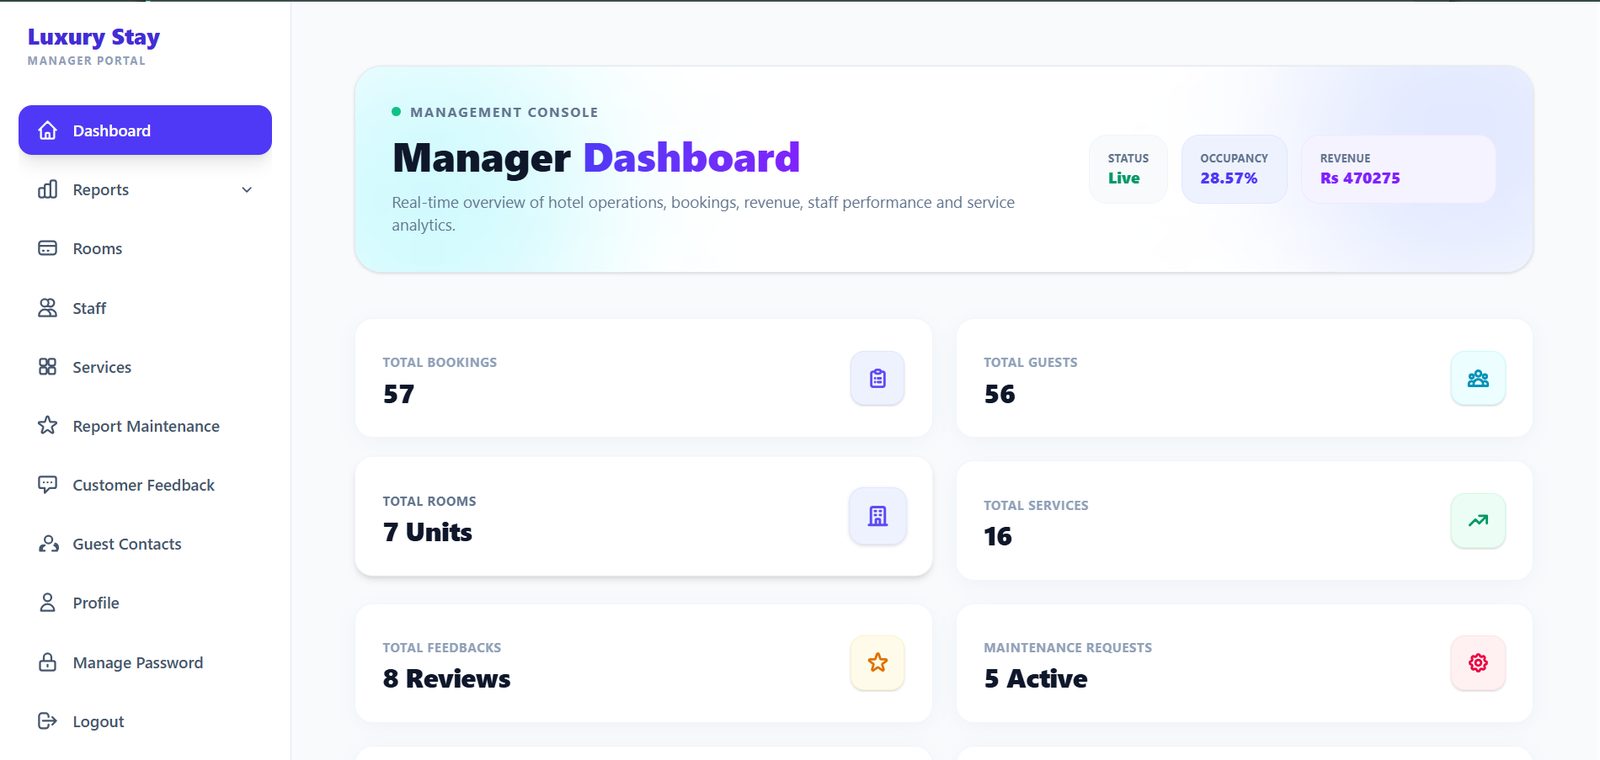 Luxury Stay
MANAGER PORTAL
Dashboard
Reports
Rooms
Staff
Services
Report Maintenance
Customer Feedback
Guest Contacts
Profile
Manage Password
Logout
MANAGEMENT CONSOLE
Manager Dashboard
Real-time overview of hotel operations, bookings, revenue, staff performance and service
analytics.
STATUS
Live
OCCUPANCY
28.57%
REVENUE
Rs 470275
TOTAL BOOKINGS
57
TOTAL GUESTS
56
TOTAL ROOMS
7 Units
TOTAL SERVICES
16
TOTAL FEEDBACKS
8 Reviews
MAINTENANCE REQUESTS
5 Active